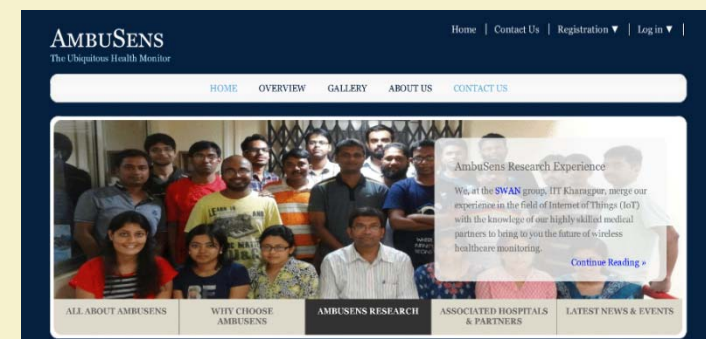 AMBUSENS
The Ubiquitous Health Monitor
Home | Contact Us | Registration ▼ | Log in ▼ |
HOME OVERVIEW GALLERY ABOUT US CONTACT US
AmbuSens Research Experience
We, at the SWAN group, IIT Kharagpur, merge our
experience in the field of Internet of Things (IoT)
with the knowlege of our highly skilled medical
partners to bring to you the future of wireless
healthcare monitoring.
Continue Reading »
ALL ABOUT AMBUSENS
WHY CHOOSE
AMBUSENS
AMBUSENS RESEARCH
ASSOCIATED HOSPITALS
& PARTNERS
LATEST NEWS & EVENTS